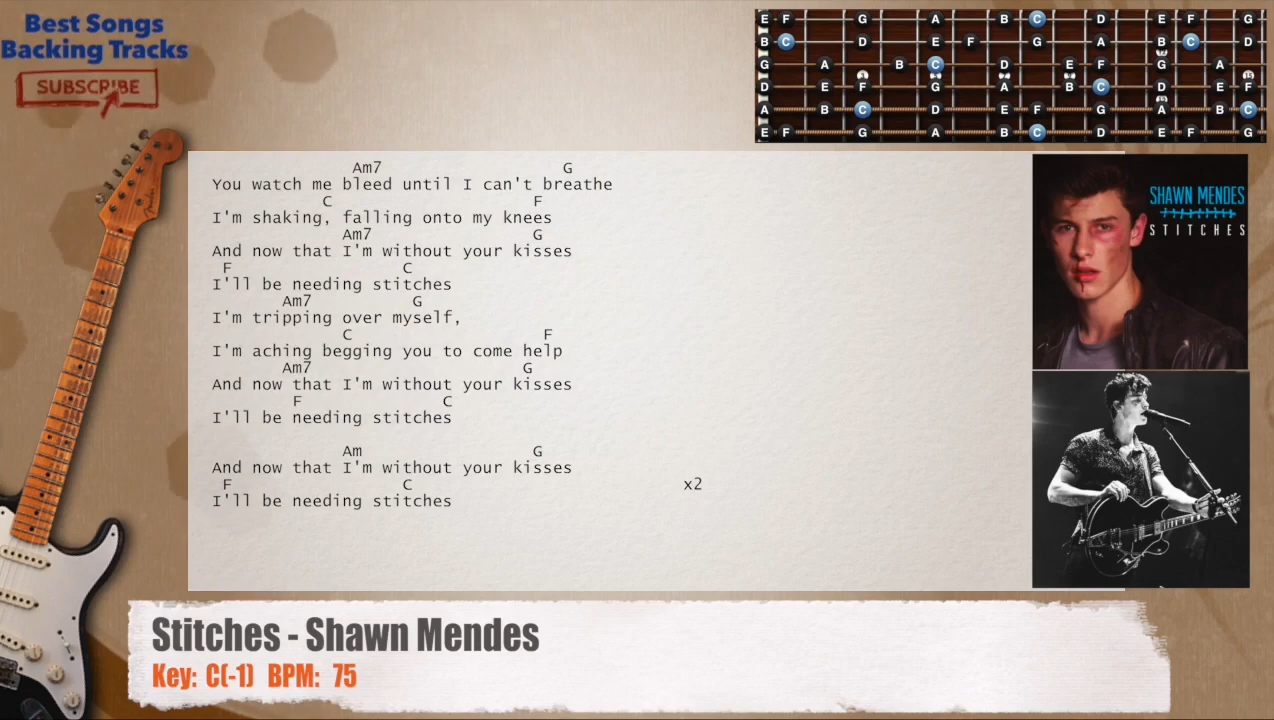 Best Songs
Backing Tracks
SUBSCRIBE
E F G A B C D E F G
B C D E F G A B C D
G A B C D E F G A
D E F G A B C D E F
A B C D E F G A B C
E F G A B C D E F G
Am7 G
You watch me bleed until I can't breathe
C F
I'm shaking, falling onto my knees
Am7 G
And now that I'm without your kisses
F C
I'll be needing stitches
Am7 G
I'm tripping over myself,
C F
I'm aching begging you to come help
Am7 G
And now that I'm without your kisses
F C
I'll be needing stitches
Am G
And now that I'm without your kisses
F C x2
I'll be needing stitches
SHAWN MENDES
STITCHES
Stitches - Shawn Mendes
Key: C(-1) BPM: 75